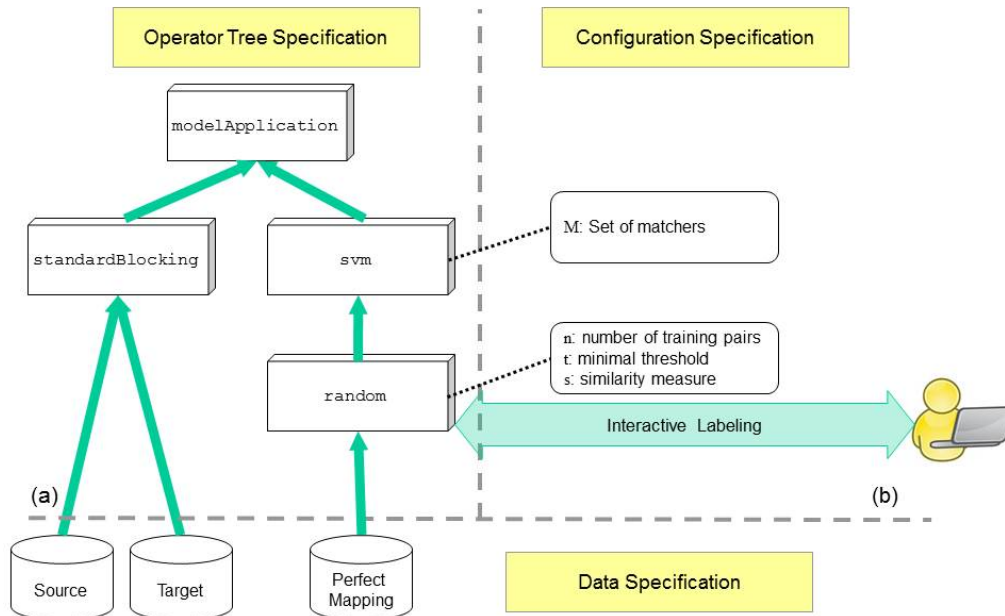 Operator Tree Specification
Configuration Specification
modelApplication
standardBlocking
svm
M: Set of matchers
random
n: number of training pairs
t: minimal threshold
s: similarity measure
Interactive Labeling
(a)
(b)
Source
Target
Perfect
Mapping
Data Specification